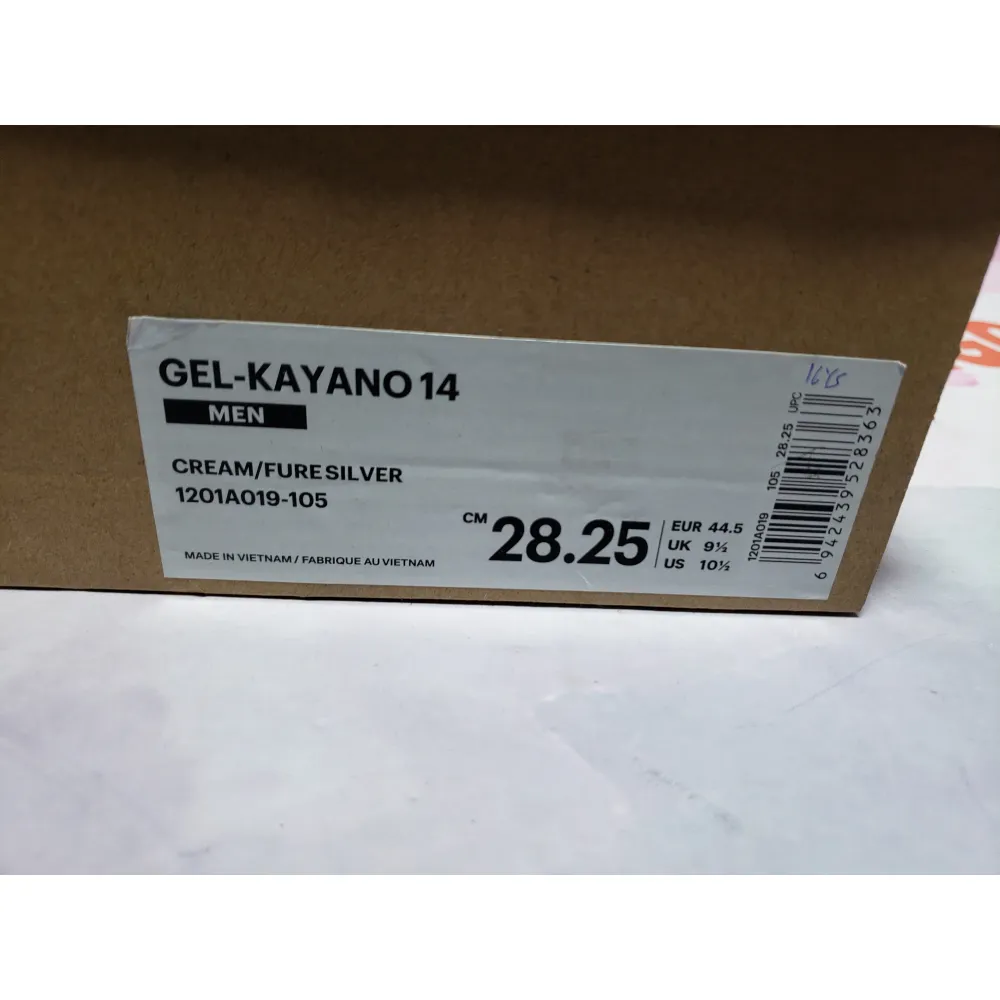 GEL-KAYANO 14
MEN
CREAM/FURE SILVER
1201A019-105
MADE IN VIETNAM / FABRIQUE AU VIETNAM
CM 28.25
EUR 44.5
UK 9½
US 10½
1201A019 105 28.25 UPC
6 942439 528363